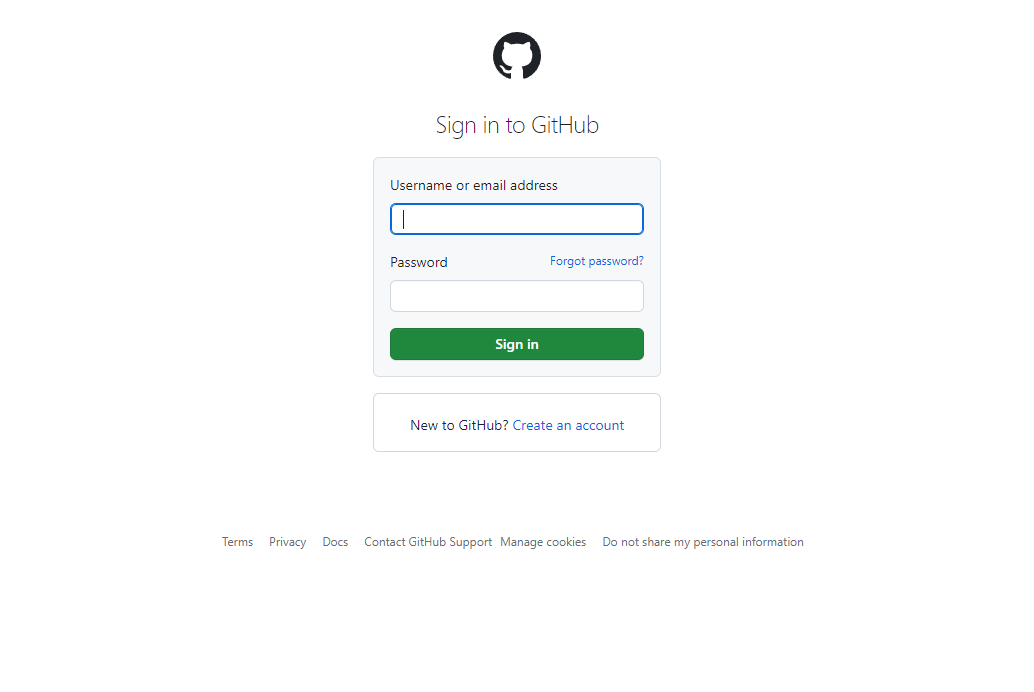 Sign in to GitHub
Username or email address
Password Forgot password?
Sign in
New to GitHub? Create an account
Terms Privacy Docs Contact GitHub Support Manage cookies Do not share my personal information